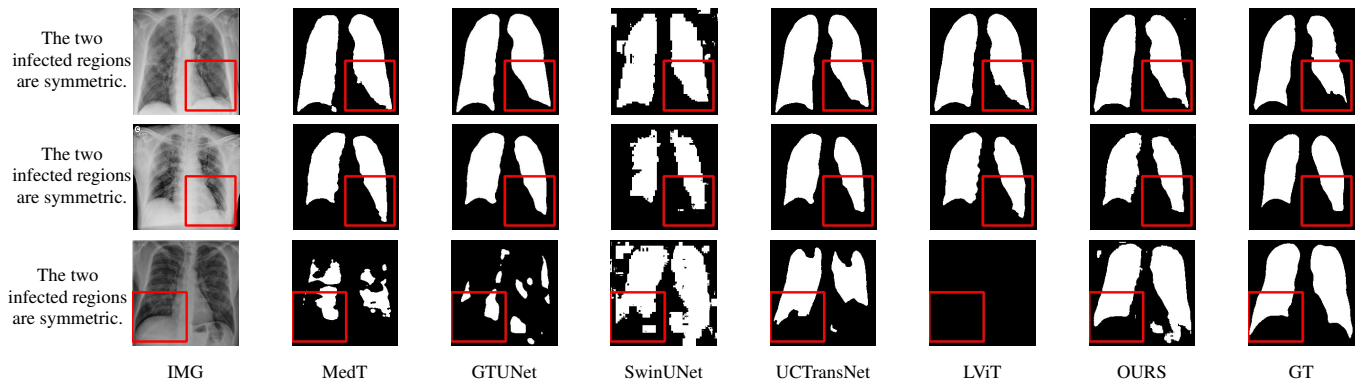 The two
infected regions
are symmetric.
The two
infected regions
are symmetric.
The two
infected regions
are symmetric.
IMG MedT GTUNet SwinUNet UCTransNet LViT OURS GT